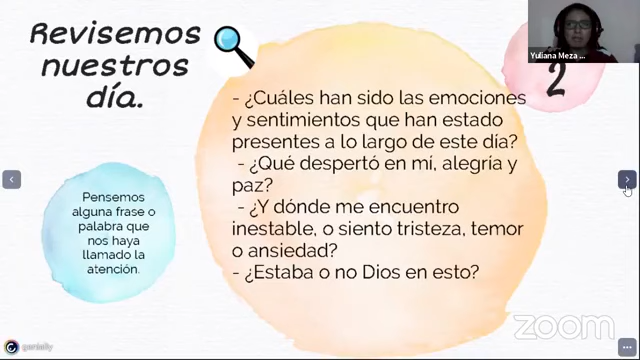 Revisemos
nuestros
día.
Yuliana Meza ...
2
- ¿Cuáles han sido las emociones
y sentimientos que han estado
presentes a lo largo de este día?
- ¿Qué despertó en mí, alegría y
paz?
- ¿Y dónde me encuentro
inestable, o siento tristeza, temor
o ansiedad?
- ¿Estaba o no Dios en esto?
Pensemos
alguna frase o
palabra que
nos haya
llamado la
atención.
genially
zoom